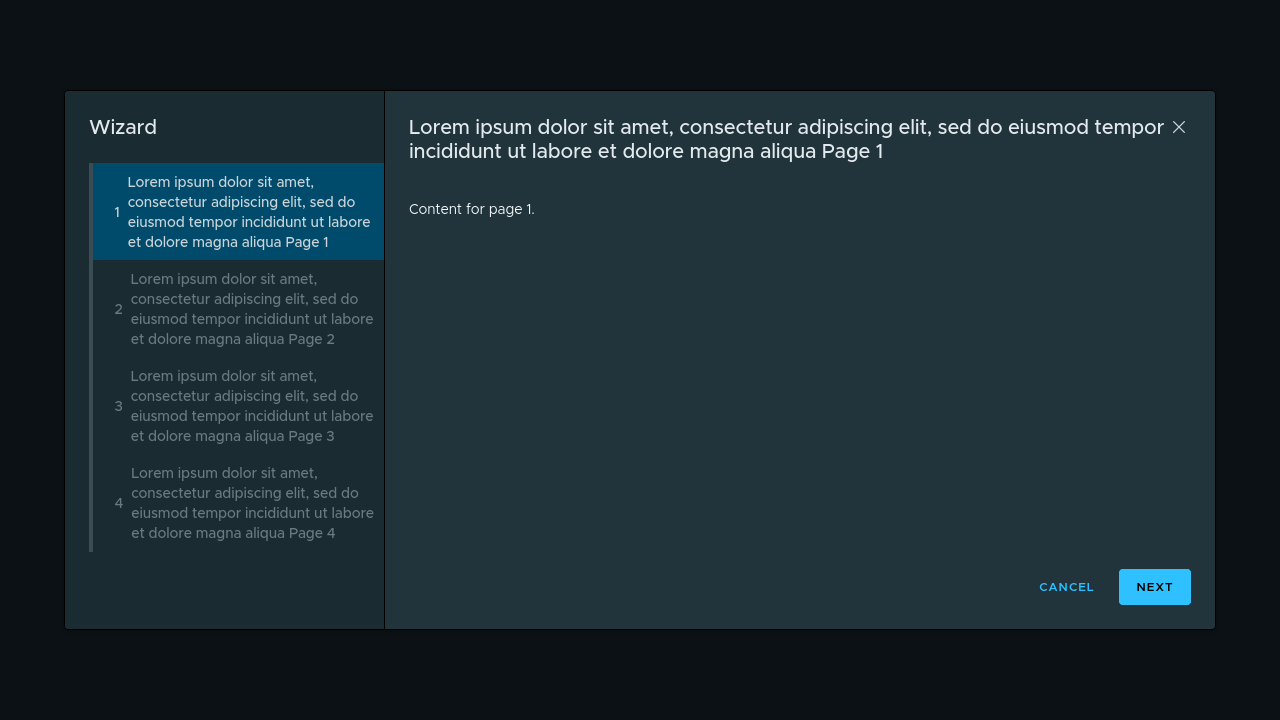 Wizard
1
Lorem ipsum dolor sit amet,
consectetur adipiscing elit, sed do
eiusmod tempor incididunt ut labore
et dolore magna aliqua Page 1
2
Lorem ipsum dolor sit amet,
consectetur adipiscing elit, sed do
eiusmod tempor incididunt ut labore
et dolore magna aliqua Page 2
3
Lorem ipsum dolor sit amet,
consectetur adipiscing elit, sed do
eiusmod tempor incididunt ut labore
et dolore magna aliqua Page 3
4
Lorem ipsum dolor sit amet,
consectetur adipiscing elit, sed do
eiusmod tempor incididunt ut labore
et dolore magna aliqua Page 4
Lorem ipsum dolor sit amet, consectetur adipiscing elit, sed do eiusmod tempor
incididunt ut labore et dolore magna aliqua Page 1
Content for page 1.
CANCEL
NEXT